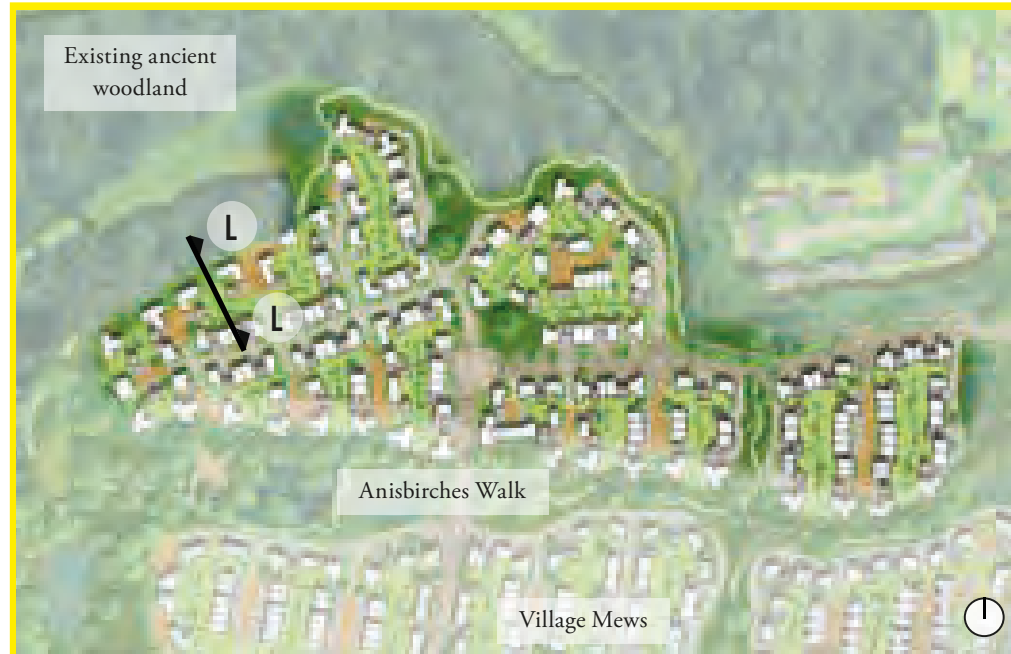 Existing ancient
woodland
L
L
Anisbirches Walk
Village Mews